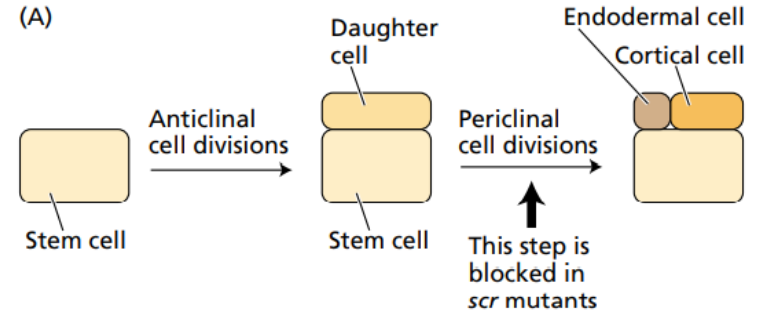 (A)
Stem cell
Anticlinal
cell divisions
Daughter
cell
Stem cell
Periclinal
cell divisions
This step is
blocked in
scr mutants
Endodermal cell
Cortical cell